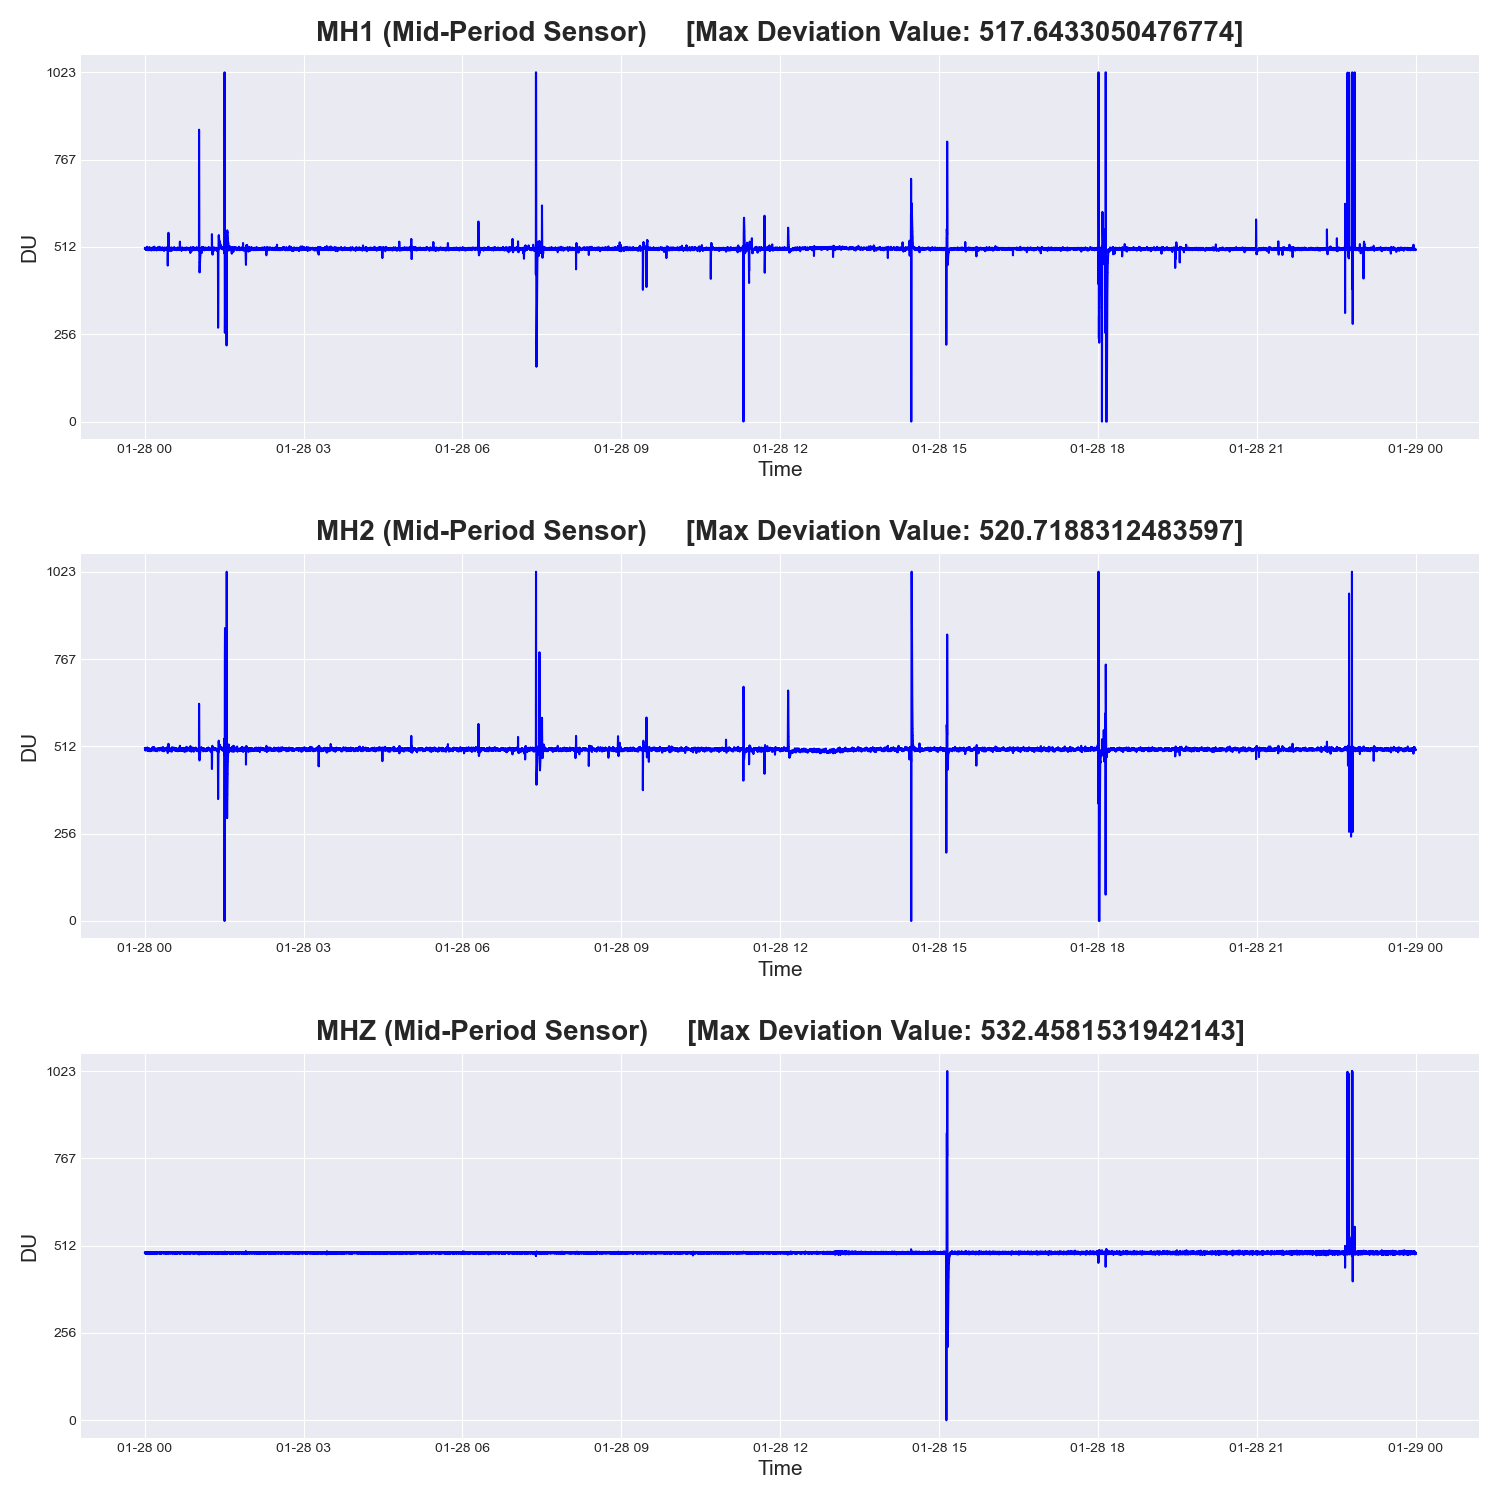 MH1 (Mid-Period Sensor) [Max Deviation Value: 517.6433050476774]
1023
767
512
256
0
DU
01-28 00 01-28 03 01-28 06 01-28 09 01-28 12 01-28 15 01-28 18 01-28 21 01-29 00
Time
MH2 (Mid-Period Sensor) [Max Deviation Value: 520.7188312483597]
1023
767
512
256
0
DU
01-28 00 01-28 03 01-28 06 01-28 09 01-28 12 01-28 15 01-28 18 01-28 21 01-29 00
Time
MHZ (Mid-Period Sensor) [Max Deviation Value: 532.4581531942143]
1023
767
512
256
0
DU
01-28 00 01-28 03 01-28 06 01-28 09 01-28 12 01-28 15 01-28 18 01-28 21 01-29 00
Time